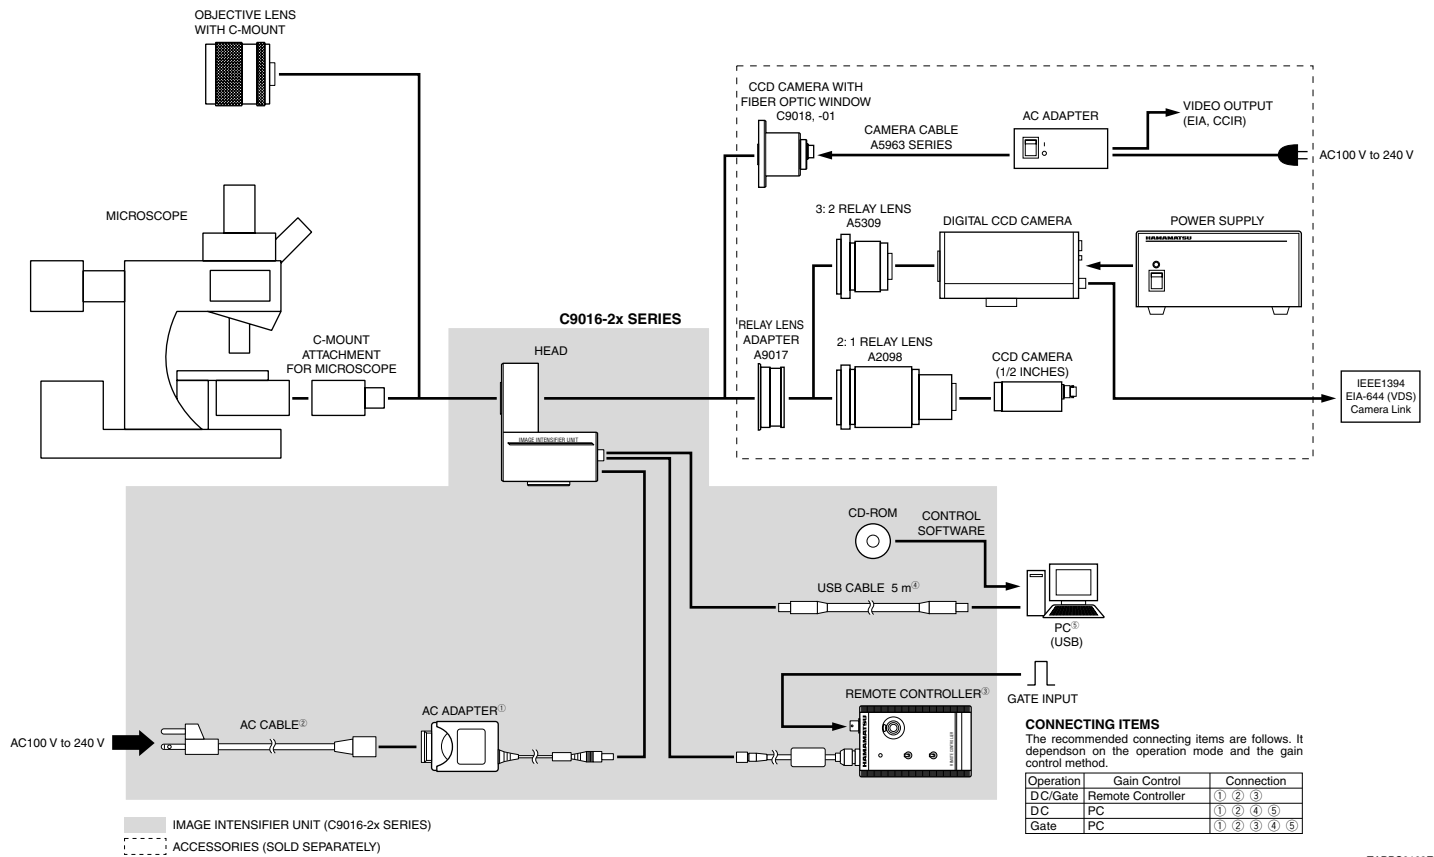 OBJECTIVE LENS
WITH C-MOUNT
MICROSCOPE
C-MOUNT
ATTACHMENT
FOR MICROSCOPE
C9016-2x SERIES
HEAD
IMAGE INTENSIFIER UNIT
CCD CAMERA WITH
FIBER OPTIC WINDOW
C9018, -01
CAMERA CABLE
A5963 SERIES
AC ADAPTER
VIDEO OUTPUT
(EIA, CCIR)
AC100 V to 240 V
3: 2 RELAY LENS
A5309
DIGITAL CCD CAMERA
POWER SUPPLY
HAMAMATSU
RELAY LENS
ADAPTER
A9017
2: 1 RELAY LENS
A2098
CCD CAMERA
(1/2 INCHES)
IEEE1394
EIA-644 (VDS)
Camera Link
CD-ROM
CONTROL
SOFTWARE
USB CABLE 5 m④
PC⑤
(USB)
GATE INPUT
REMOTE CONTROLLER③
HAMAMATSU
REMOTE CONTROLLER
AC100 V to 240 V
AC CABLE②
AC ADAPTER①
CONNECTING ITEMS
The recommended connecting items are follows. It
dependson on the operation mode and the gain
control method.
Operation Gain Control Connection
DC/Gate Remote Controller ① ② ③
DC PC ① ② ④ ⑤
Gate PC ① ② ③ ④ ⑤
IMAGE INTENSIFIER UNIT (C9016-2x SERIES)
ACCESSORIES (SOLD SEPARATELY)